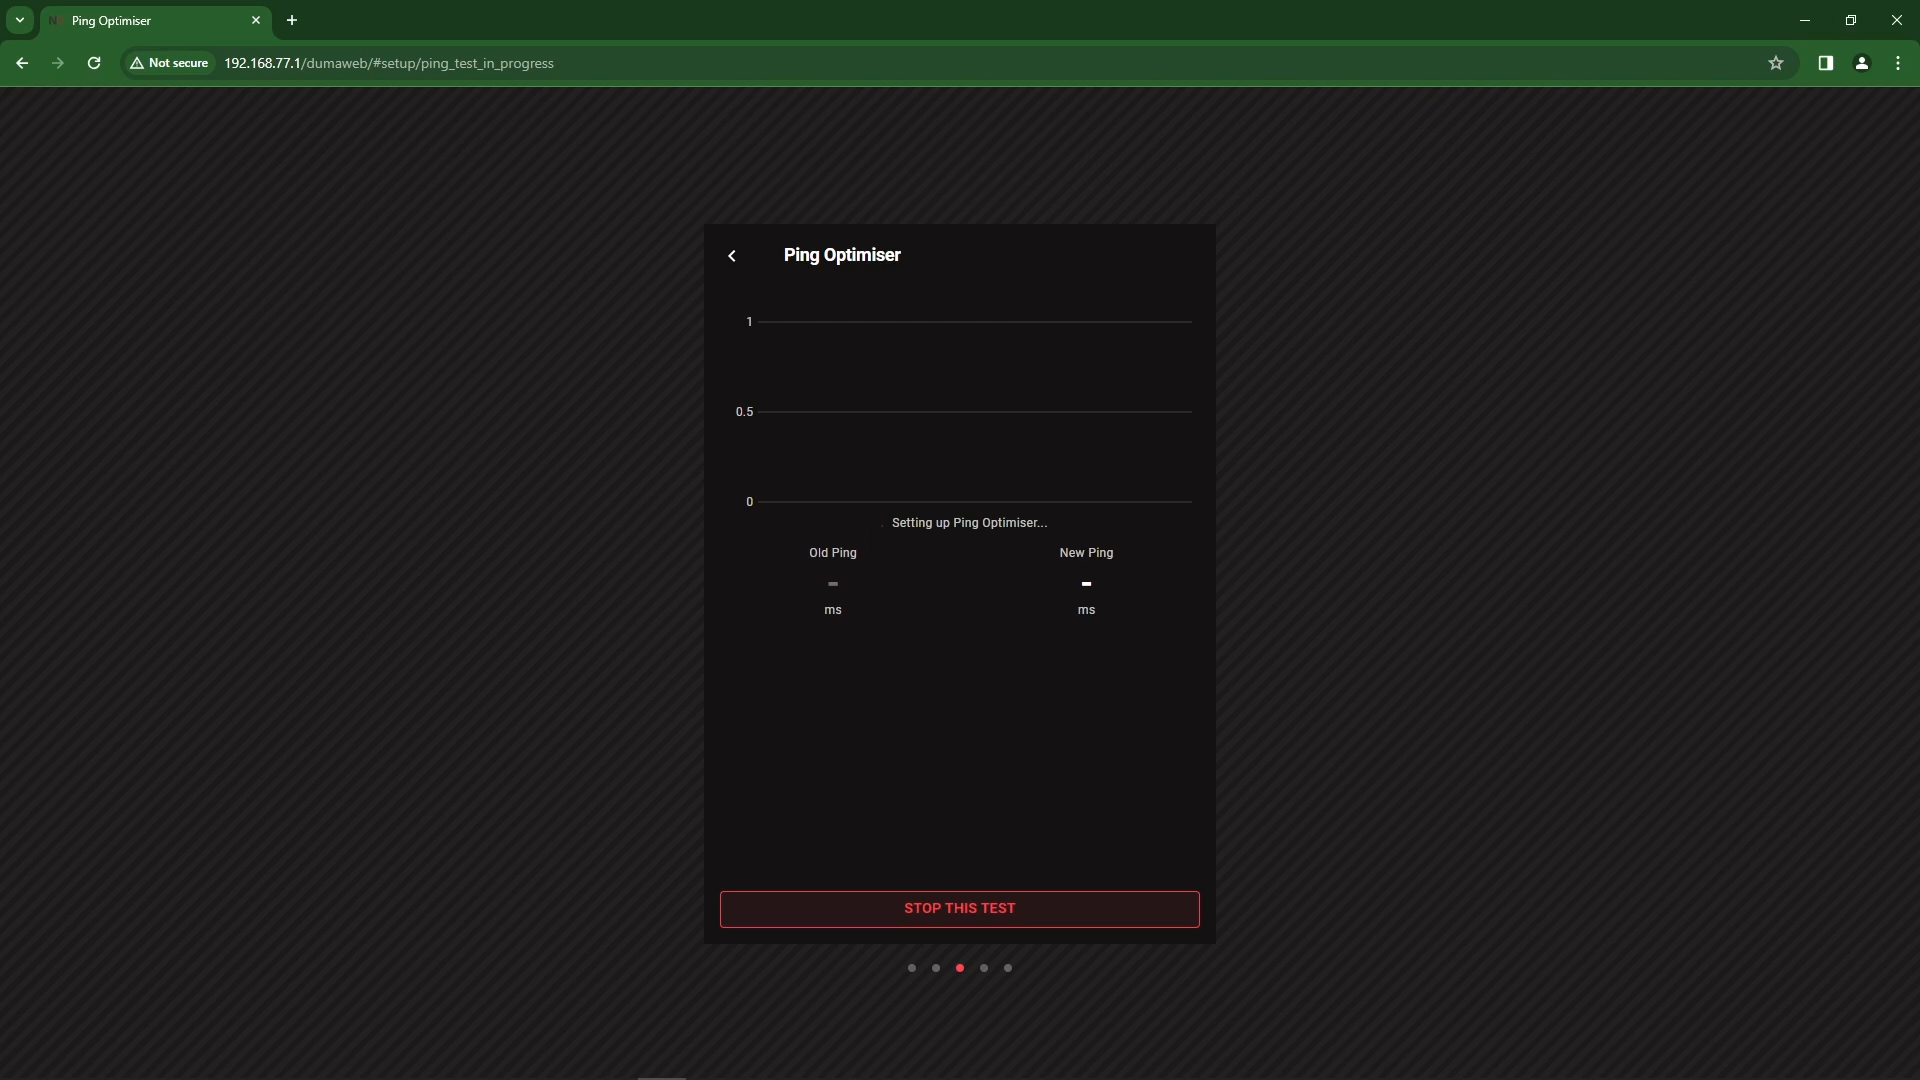 Ping Optimiser
Not secure
192.168.77.1/dumaweb/#setup/ping_test_in_progress
Ping Optimiser
1
0.5
0
Setting up Ping Optimiser...
Old Ping
New Ping
-
-
ms
ms
STOP THIS TEST